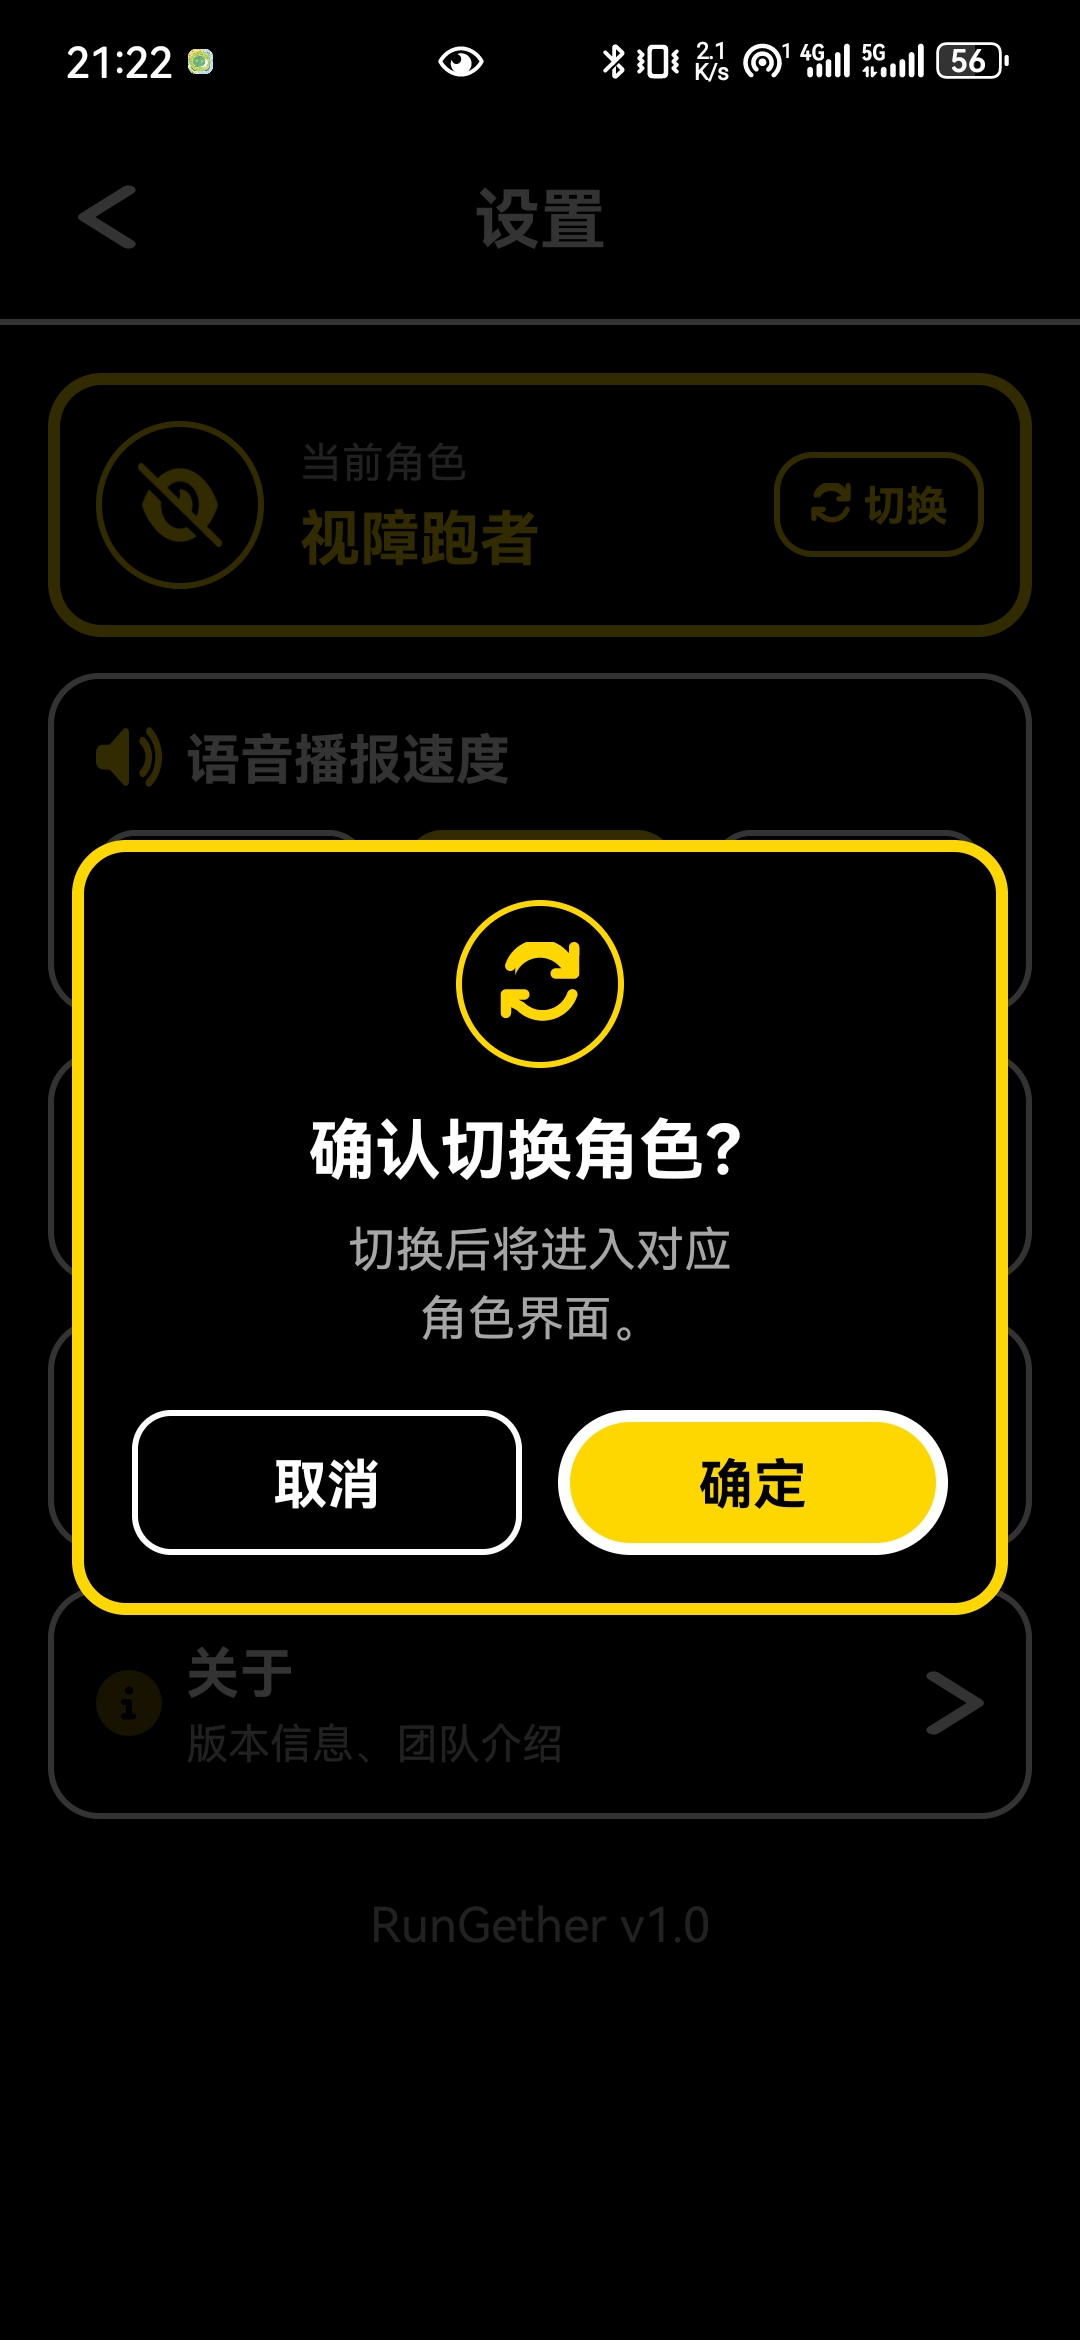 21:22
2.1
K/s
1
4G
5G
56
设置
当前角色
视障跑者
切换
语音播报速度
确认切换角色?
切换后将进入对应
角色界面。
取消
确定
关于
版本信息、团队介绍
RunGether v1.0